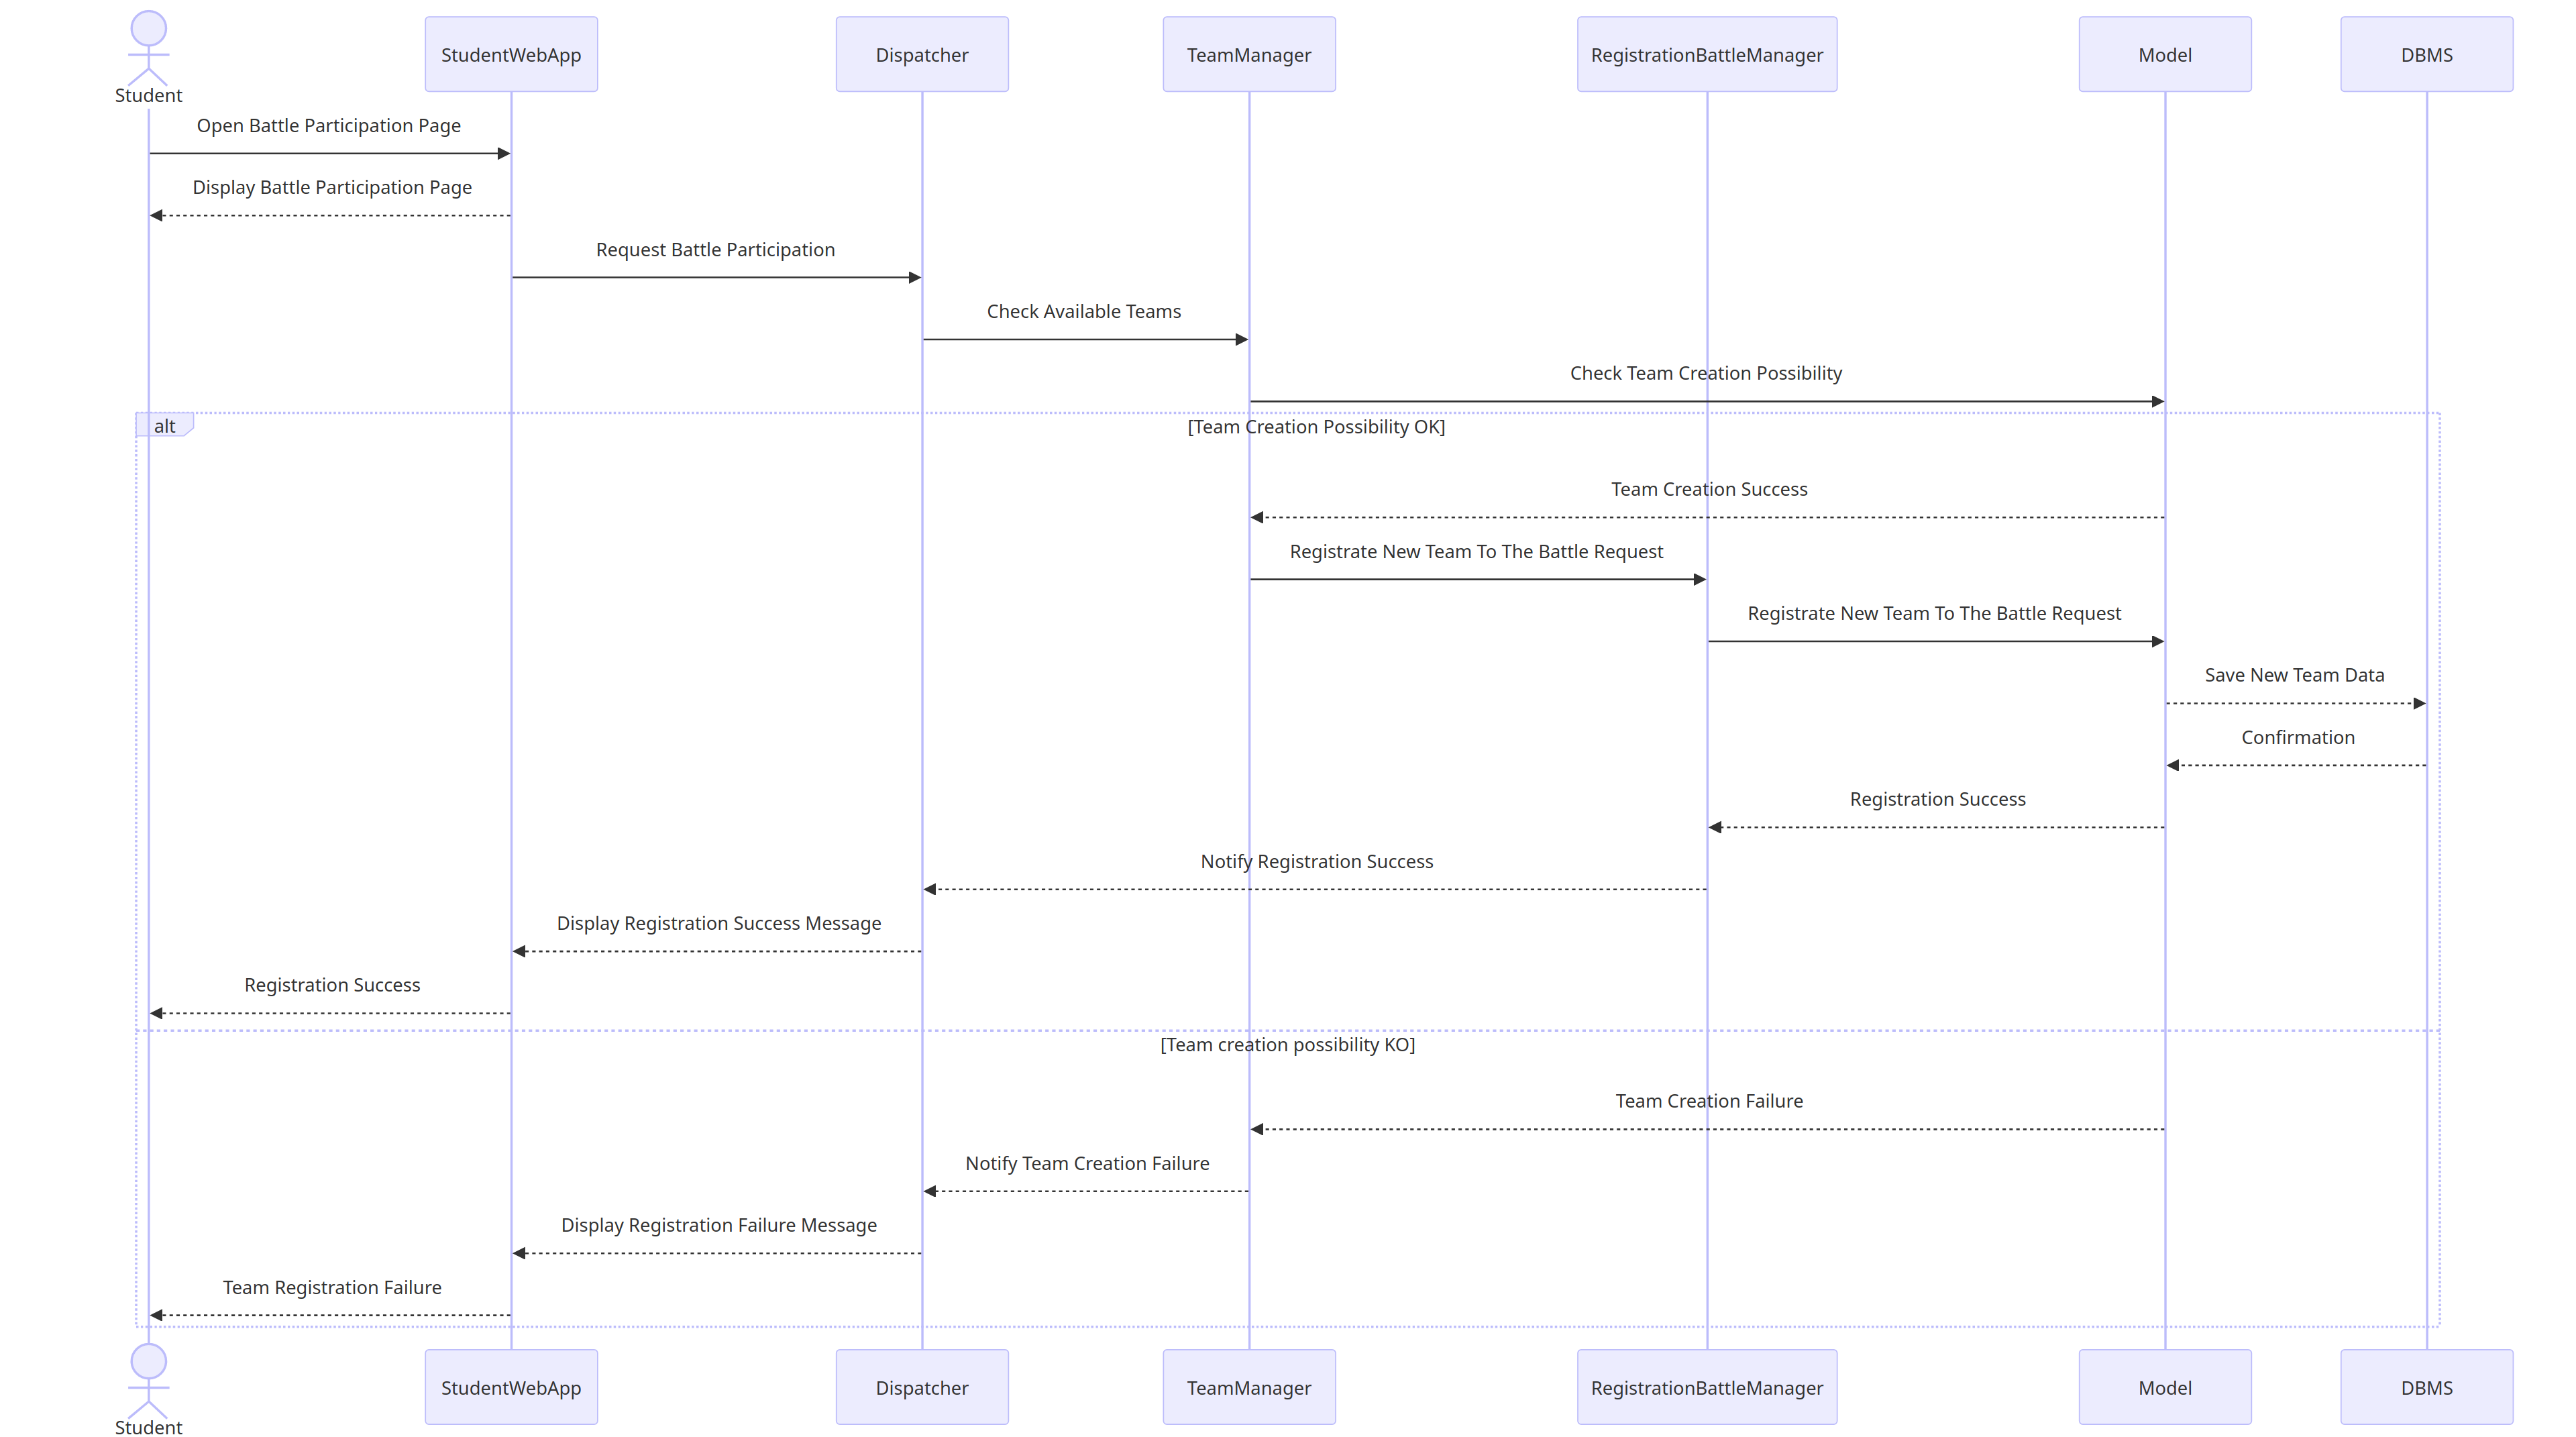 Student
StudentWebApp
Dispatcher
TeamManager
RegistrationBattleManager
Model
DBMS
Open Battle Participation Page
Display Battle Participation Page
Request Battle Participation
Check Available Teams
Check Team Creation Possibility
alt
[Team Creation Possibility OK]
Team Creation Success
Registrate New Team To The Battle Request
Registrate New Team To The Battle Request
Save New Team Data
Confirmation
Registration Success
Notify Registration Success
Display Registration Success Message
Registration Success
[Team creation possibility KO]
Team Creation Failure
Notify Team Creation Failure
Display Registration Failure Message
Team Registration Failure
Student
StudentWebApp
Dispatcher
TeamManager
RegistrationBattleManager
Model
DBMS